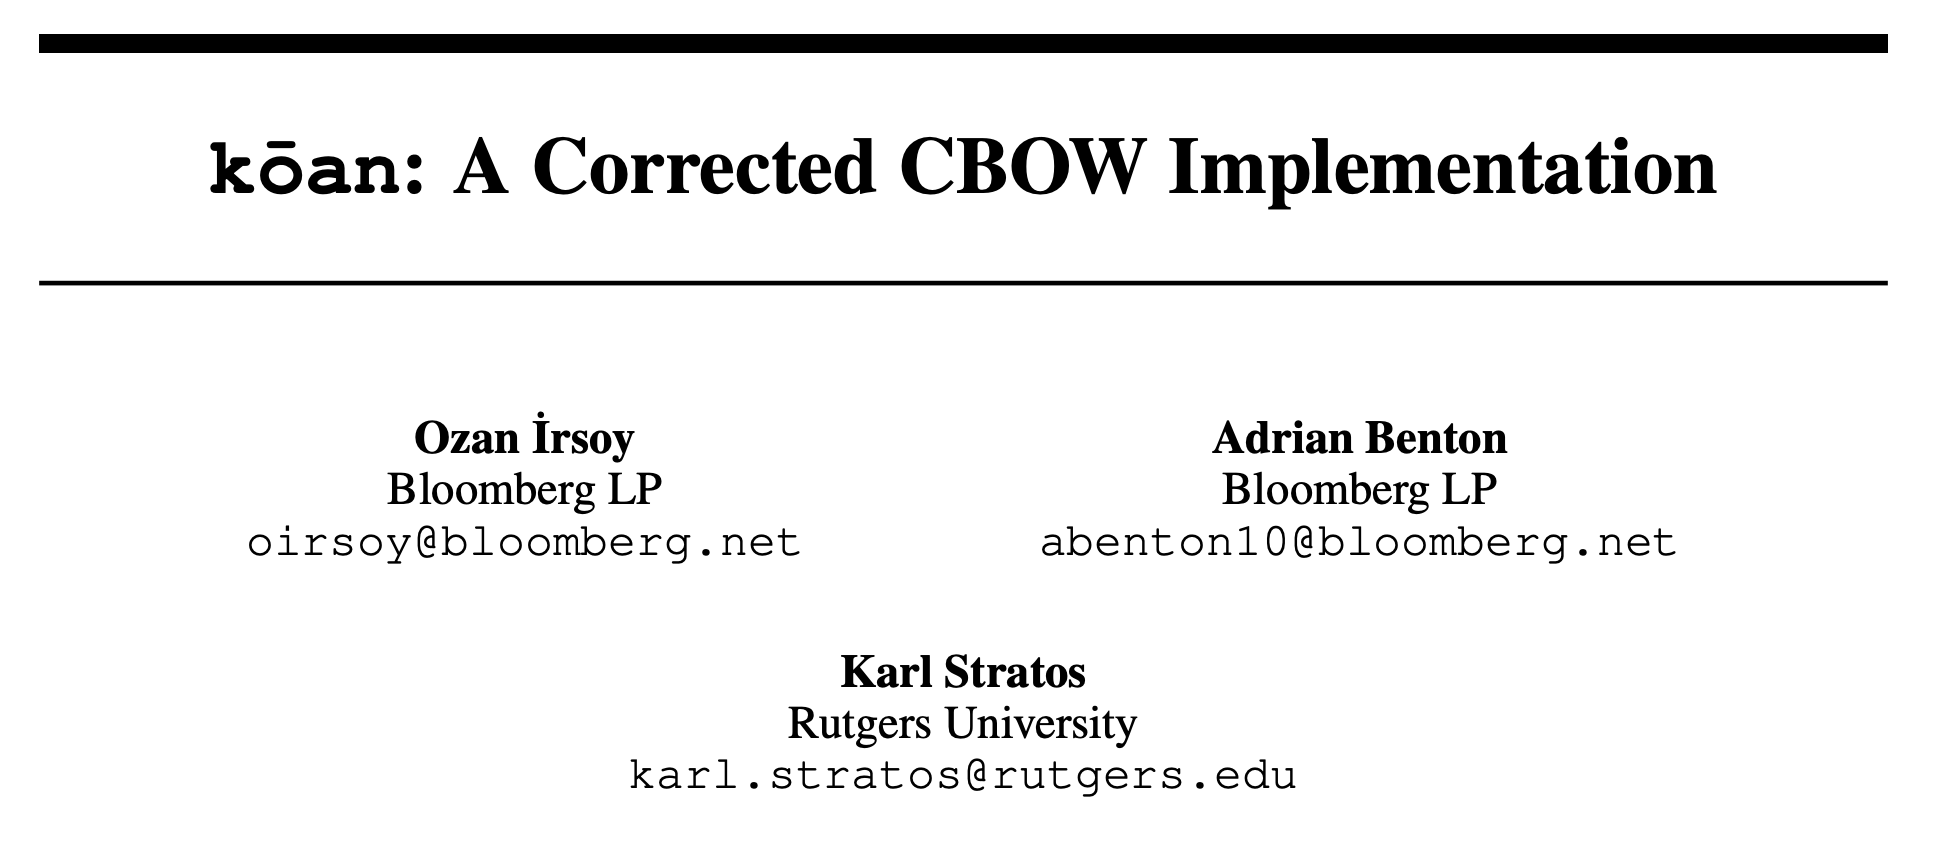 kōan: A Corrected CBOW Implementation
Ozan İrsoy
Bloomberg LP
oirsoy@bloomberg.net
Adrian Benton
Bloomberg LP
abenton10@bloomberg.net
Karl Stratos
Rutgers University
karl.stratos@rutgers.edu